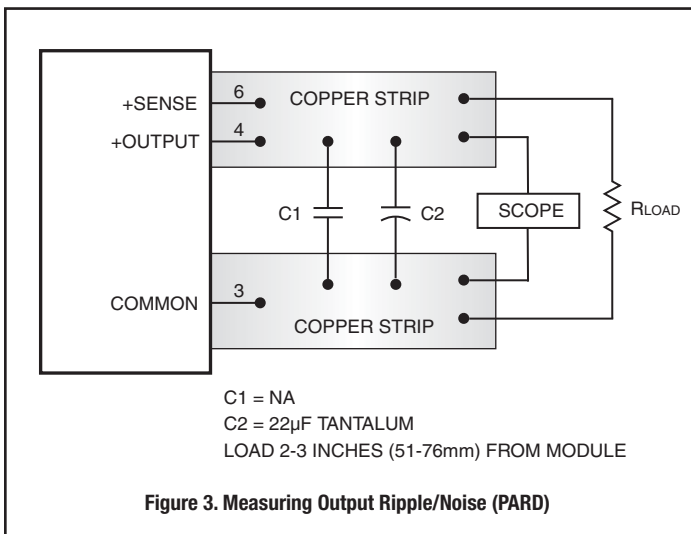 +SENSE
6
COPPER STRIP
+OUTPUT
4
C1
C2
SCOPE
RLOAD
COMMON
3
COPPER STRIP
C1 = NA
C2 = 22µF TANTALUM
LOAD 2-3 INCHES (51-76mm) FROM MODULE
Figure 3. Measuring Output Ripple/Noise (PARD)